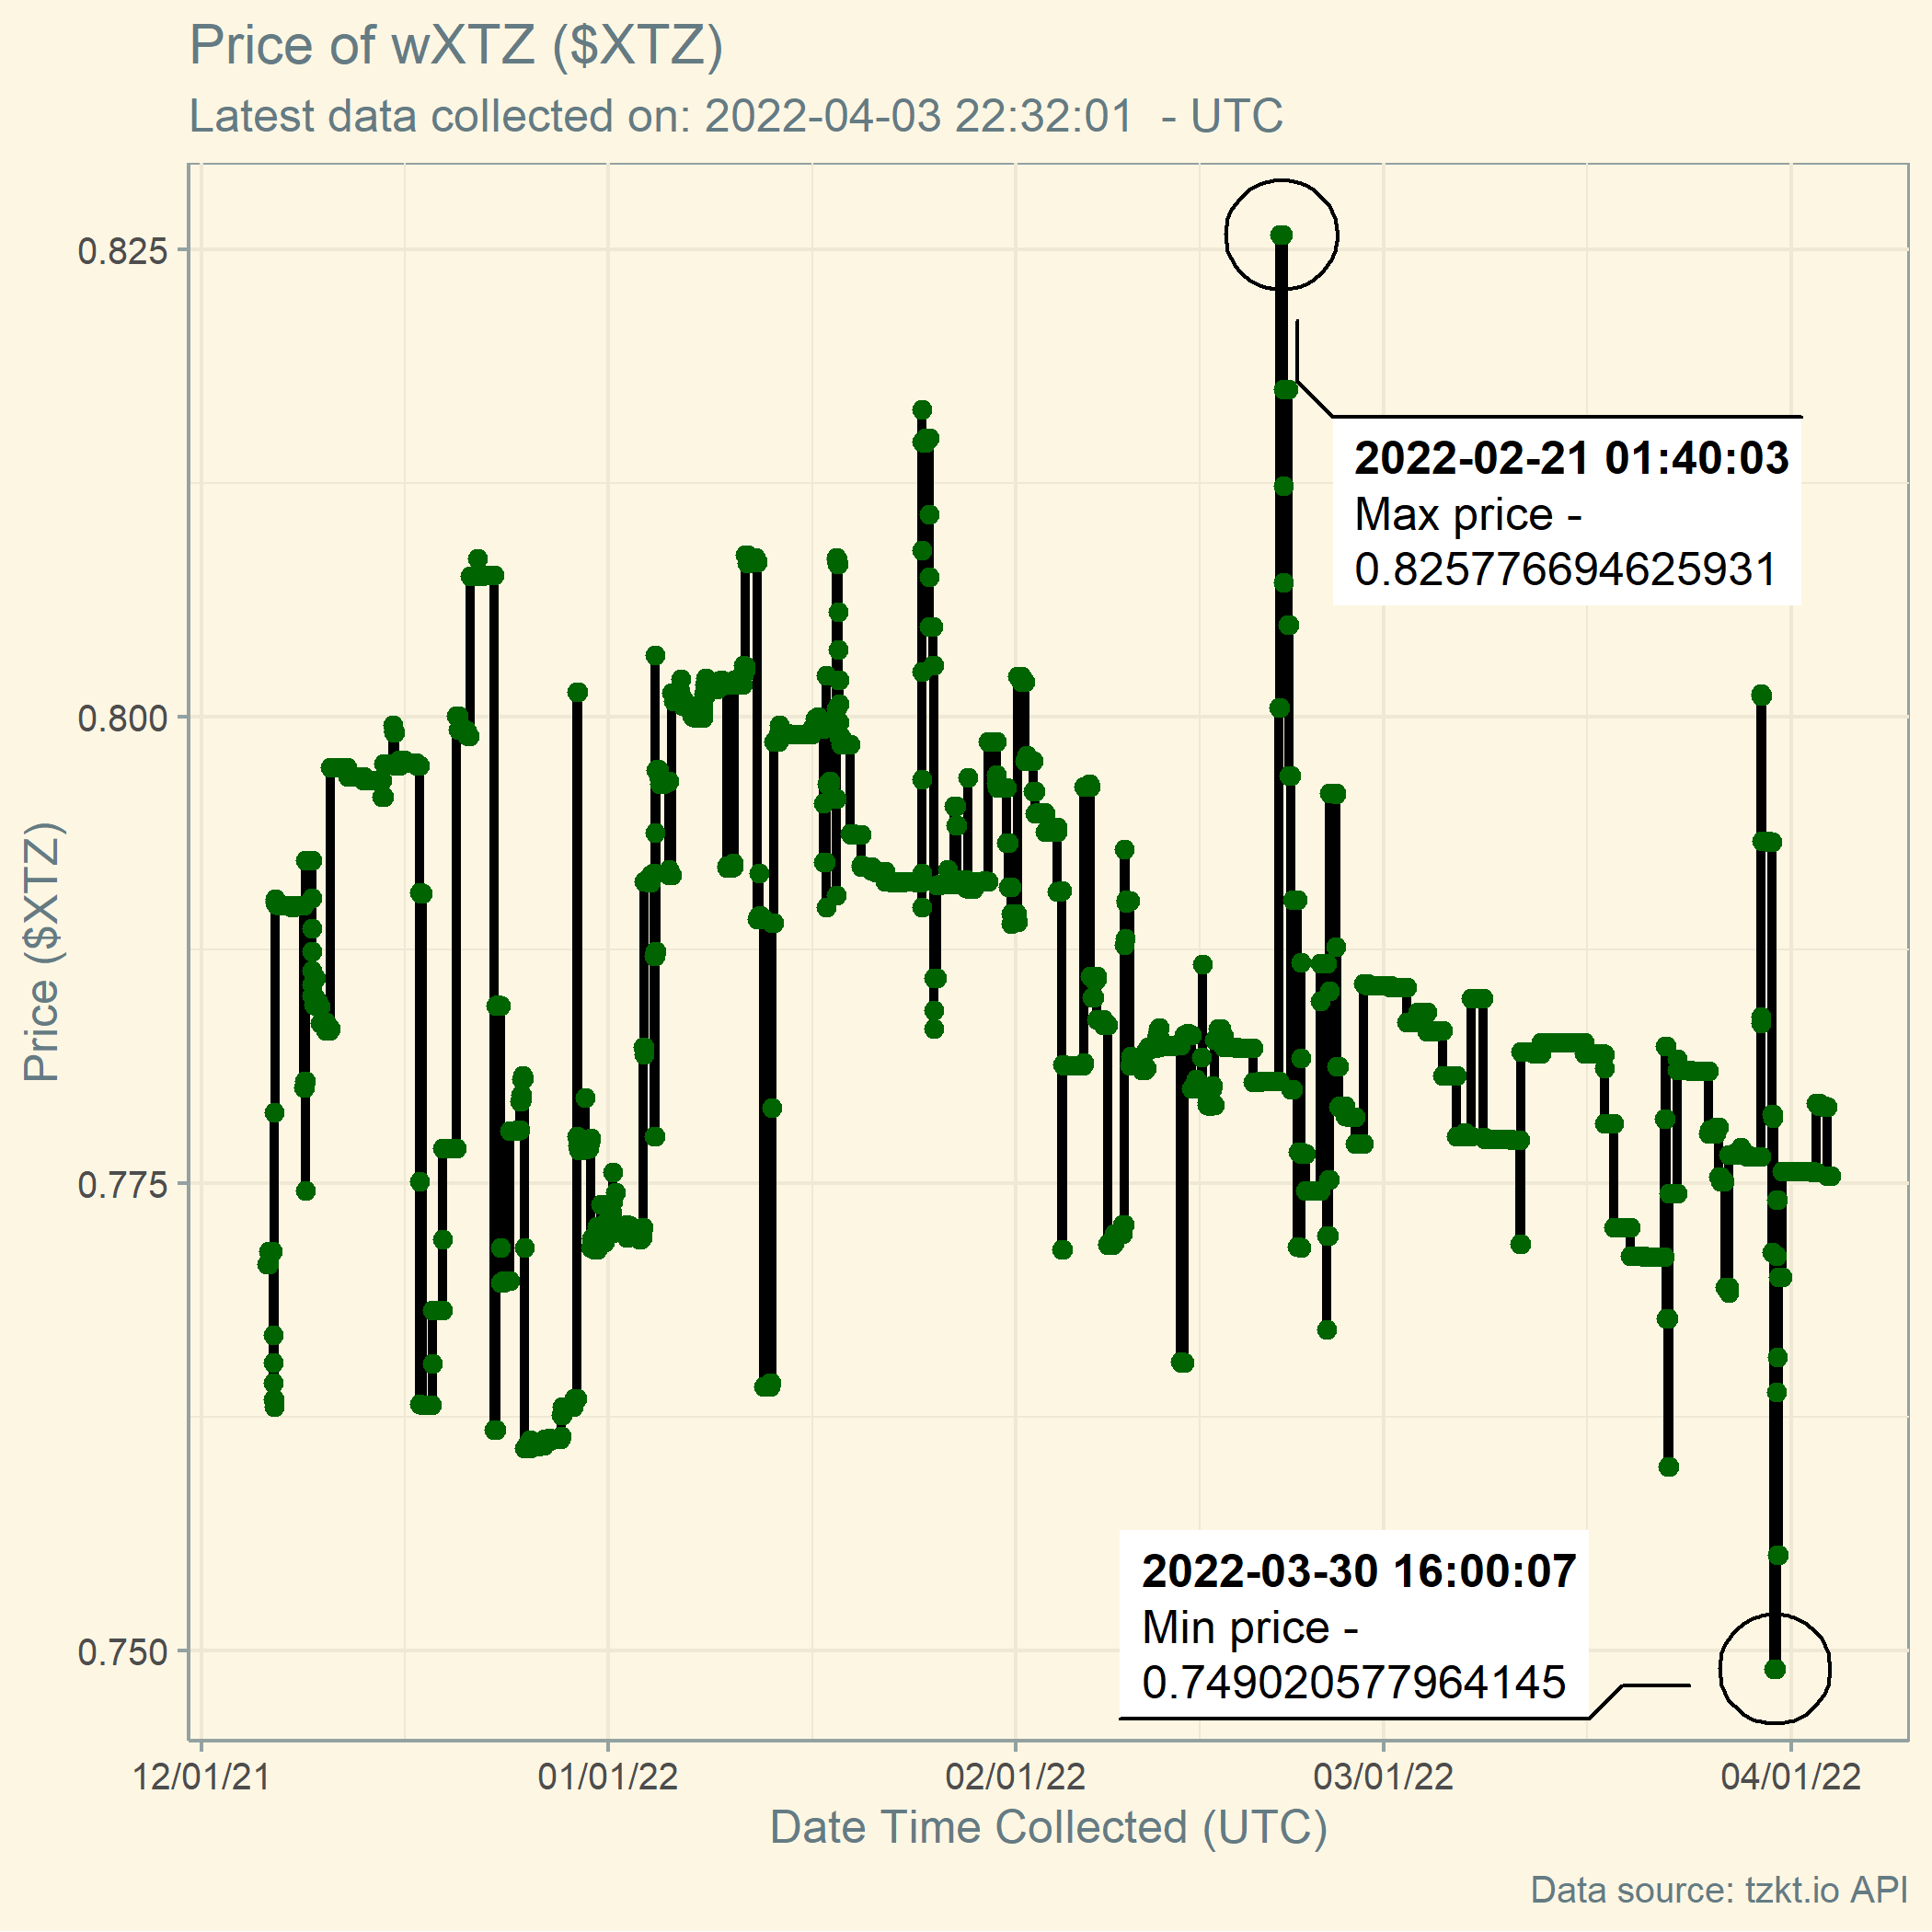 Price of wXTZ ($XTZ)
Latest data collected on: 2022-04-03 22:32:01  - UTC
0.825
0.800
0.775
0.750
Price ($XTZ)
2022-02-21 01:40:03
Max price -
0.825776694625931
2022-03-30 16:00:07
Min price -
0.749020577964145
12/01/21
01/01/22
02/01/22
03/01/22
04/01/22
Date Time Collected (UTC)
Data source: tzkt.io API